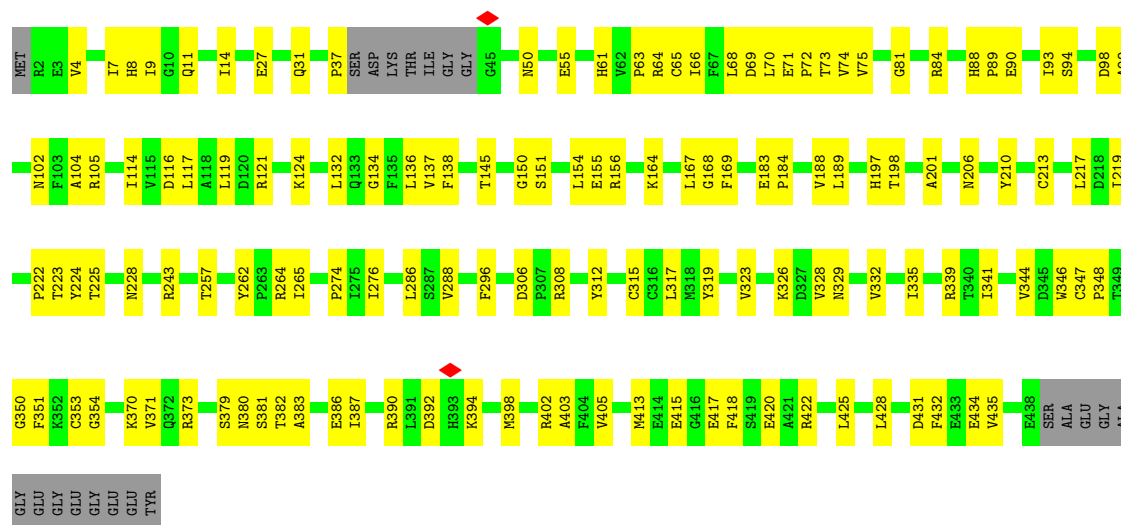 MET R2 E3 V4 I7 H8 I9 G10 Q11 I14 E27 Q31 P37 SER ASP LYS THR ILE GLY GLY G45 N50 E55 H61 V62 P63 R64 C65 I66 F67 L68 D69 L70 E71 P72 T73 V74 V75 G81 R84 H88 P89 E90 I93 S94 D98
N102 F103 A104 R105 I114 V115 D116 L117 A118 L119 D120 R121 K124 L132 Q133 G134 F135 L136 V137 F138 T145 G150 S151 L154 E155 R156 K164 L167 G168 F169 E183 P184 V188 L189 H197 T198 A201 N206 Y210 C213 L217 D218 I219
P222 T223 Y224 T225 N228 R243 T257 Y262 P263 R264 I265 P274 I275 I276 L286 S287 V288 F296 D306 P307 R308 Y312 C315 C316 L317 M318 Y319 V323 K326 D327 V328 N329 V332 I335 R339 T340 I341 V344 D345 W346 C347 P348 T349
G350 F351 K352 C353 G354 K370 V371 Q372 R373 S379 N380 S381 T382 A383 E386 I387 R390 L391 D392 H393 K394 M398 R402 A403 F404 V405 M413 E414 E415 G416 E417 F418 S419 E420 A421 R422 L425 L428 D431 F432 E433 E434 V435 E438 SER ALA GLU GLY ALA
GLY GLU GLY GLU GLY GLU GLU TYR